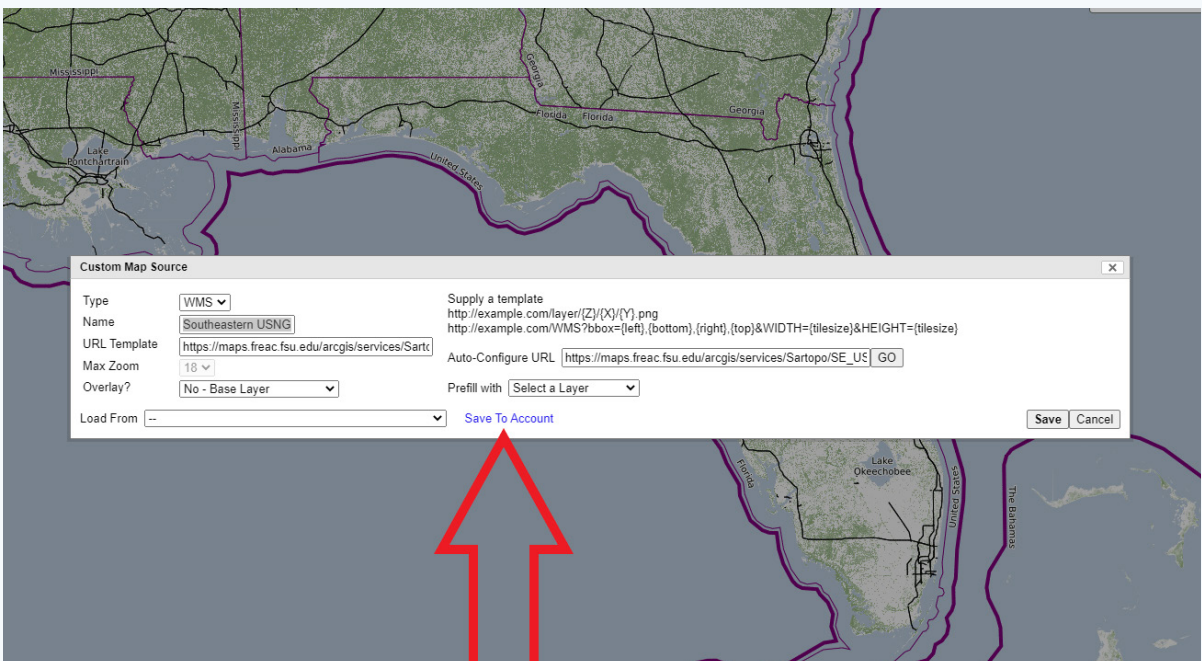 Mississippi
Mississippi
Alabama
Georgia
Florida Florida
Georgia
Lake
Pontchartrain
United States
Custom Map Source
Type WMS
Name Southeastern USNG
URL Template https://maps.freac.fsu.edu/arcgis/services/Sarto
Max Zoom 18
Overlay? No - Base Layer
Load From --
Save To Account
Supply a template
http://example.com/layer/{Z}/{X}/{Y}.png
http://example.com/WMS?bbox={left},{bottom},{right},{top}&WIDTH={tilesize}&HEIGHT={tilesize}
Auto-Configure URL https://maps.freac.fsu.edu/arcgis/services/Sartopo/SE_US GO
Prefill with Select a Layer
Save Cancel
Florida
Lake
Okeechobee
United States
The Bahamas